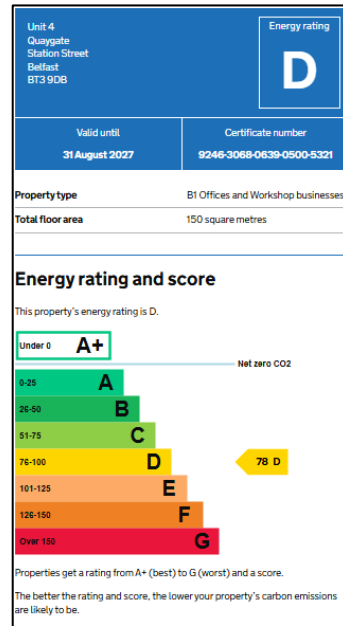 Unit 4
Quaygate
Station Street
Belfast
BT3 9DB
Energy rating
D
Valid until
31 August 2027
Certificate number
9246-3068-0639-0500-5321
Property type
B1 Offices and Workshop businesses
Total floor area
150 square metres
Energy rating and score
This property's energy rating is D.
Under 0 A+
Net zero CO2
0-25 A
26-50 B
51-75 C
76-100 D
78 D
101-125 E
126-150 F
Over 150 G
Properties get a rating from A+ (best) to G (worst) and a score.
The better the rating and score, the lower your property's carbon emissions
are likely to be.